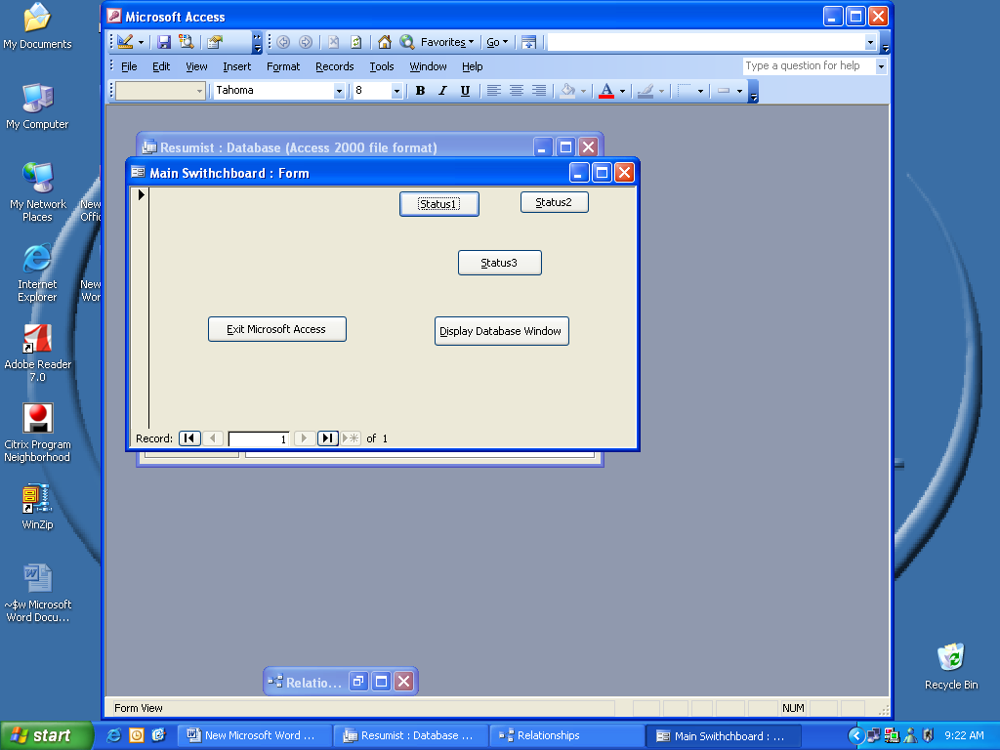 My Documents
My Computer
My Network
Places
New
Offic
Internet
Explorer
New
Wor
Adobe Reader
7.0
Citrix Program
Neighborhood
WinZip
~$w Microsoft
Word Docu...
Recycle Bin
Microsoft Access
Favorites
Go
File Edit View Insert Format Records Tools Window Help
Type a question for help
Tahoma 8 B I U A
Resumist : Database (Access 2000 file format)
Main Swithchboard : Form
Status1 Status2
Status3
Exit Microsoft Access Display Database Window
Record: 1 of 1
Relatio...
Form View NUM
start New Microsoft Word ... Resumist : Database ... Relationships Main Swithchboard : ... 9:22 AM